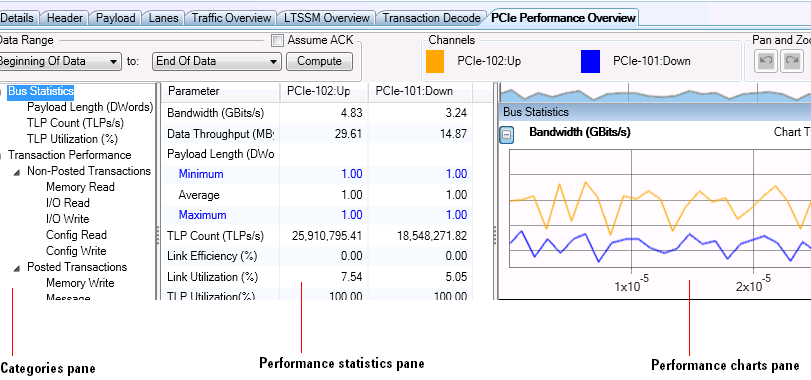 Details Header Payload Lanes Traffic Overview LTSSM Overview Transaction Decode PCIe Performance Overview
Data Range Assume ACK Channels Pan and Zoo
Beginning Of Data to: End Of Data Compute PCIe-102:Up PCIe-101:Down
Bus Statistics Parameter PCIe-102:Up PCIe-101:Down
Payload Length (DWords) Bandwidth (GBits/s) 4.83 3.24 Bus Statistics
TLP Count (TLPs/s) Data Throughput (MBy 29.61 14.87 Bandwidth (GBits/s) Chart T
TLP Utilization (%)
Transaction Performance Payload Length (DWo
Non-Posted Transactions Minimum 1.00 1.00
Memory Read Average 1.00 1.00
I/O Read Maximum 1.00 1.00
I/O Write
Config Read TLP Count (TLPs/s) 25,910,795.41 18,548,271.82
Config Write Link Efficiency (%) 0.00 0.00
Posted Transactions Link Utilization (%) 7.54 5.05
Memory Write TLP Utilization(%) 100.00 100.00 1x10-5 2x10-5
Message
Categories pane Performance statistics pane Performance charts pane